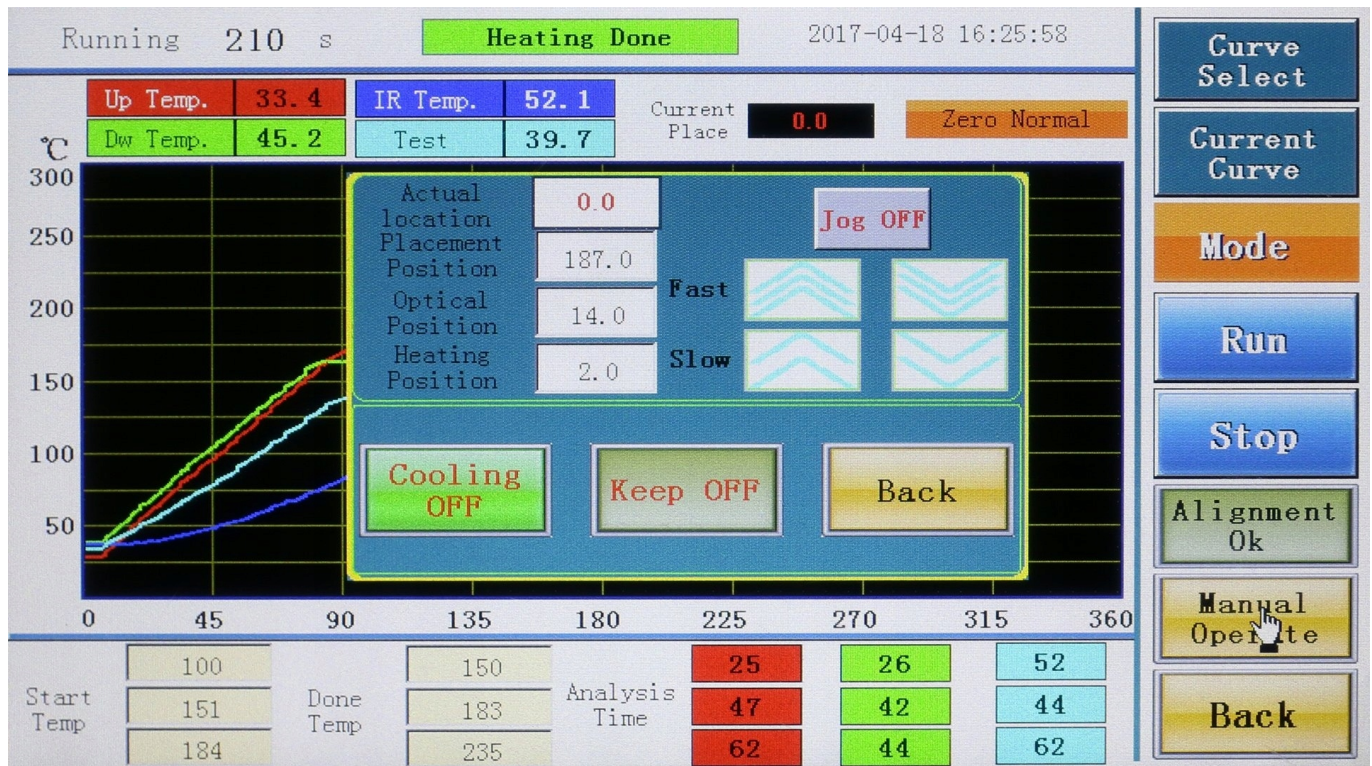 Running 210 s Heating Done 2017-04-18 16:25:58
Up Temp. 33.4 IR Temp. 52.1
Dw Temp. 45.2 Test 39.7
Current
Place 0.0 Zero Normal
℃
300
250
200
150
100
50
0 45 90 135 180 225 270 315 360
Actual
location 0.0
Placement
Position 187.0
Optical
Position 14.0
Heating
Position 2.0
Jog OFF
Fast
Slow
Cooling
OFF
Keep OFF
Back
Start
Temp
100
151
184
Done
Temp
150
183
235
Analysis
Time
25 26 52
47 42 44
62 44 62
Curve
Select
Current
Curve
Mode
Run
Stop
Alignment
Ok
Manual
Operate
Back